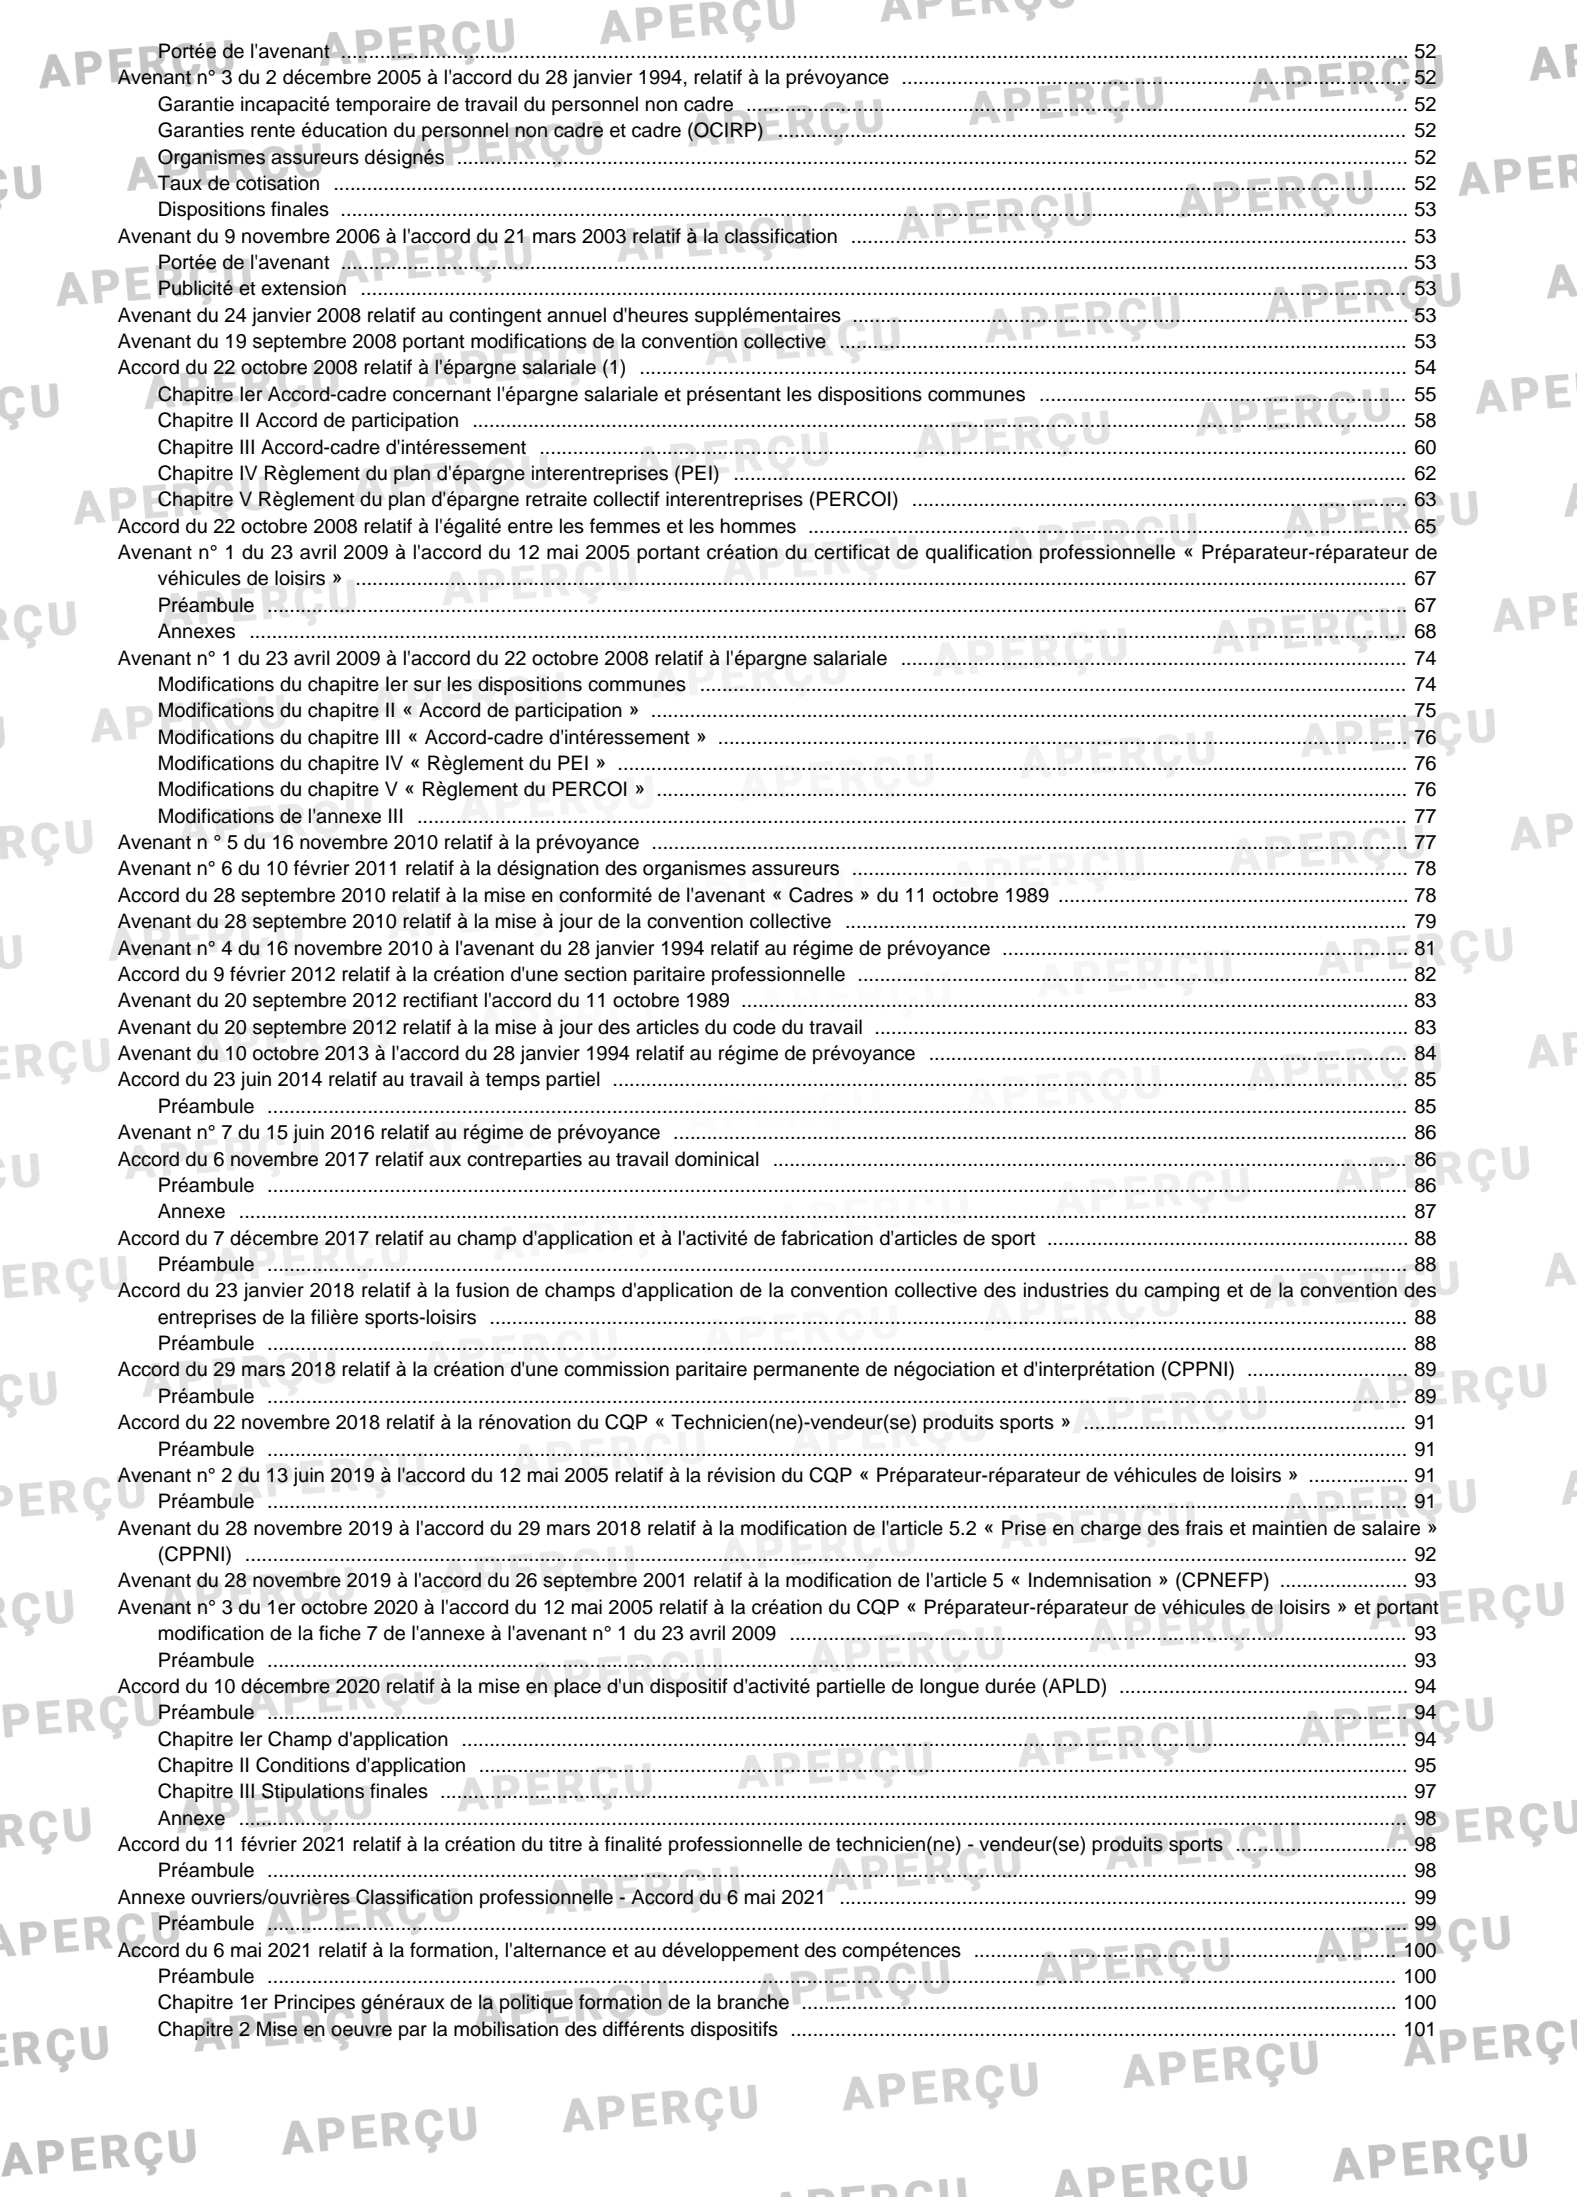 Portée de l'avenant ........ 52
Avenant n° 3 du 2 décembre 2005 à l'accord du 28 janvier 1994, relatif à la prévoyance ........ 52
Garantie incapacité temporaire de travail du personnel non cadre ........ 52
Garanties rente éducation du personnel non cadre et cadre (OCIRP) ........ 52
Organismes assureurs désignés ........ 52
Taux de cotisation ........ 52
Dispositions finales ........ 53
Avenant du 9 novembre 2006 à l'accord du 21 mars 2003 relatif à la classification ........ 53
Portée de l'avenant ........ 53
Publicité et extension ........ 53
Avenant du 24 janvier 2008 relatif au contingent annuel d'heures supplémentaires ........ 53
Avenant du 19 septembre 2008 portant modifications de la convention collective ........ 53
Accord du 22 octobre 2008 relatif à l'épargne salariale (1) ........ 54
Chapitre Ier Accord-cadre concernant l'épargne salariale et présentant les dispositions communes ........ 55
Chapitre II Accord de participation ........ 58
Chapitre III Accord-cadre d'intéressement ........ 60
Chapitre IV Règlement du plan d'épargne interentreprises (PEI) ........ 62
Chapitre V Règlement du plan d'épargne retraite collectif interentreprises (PERCOI) ........ 63
Accord du 22 octobre 2008 relatif à l'égalité entre les femmes et les hommes ........ 65
Avenant n° 1 du 23 avril 2009 à l'accord du 12 mai 2005 portant création du certificat de qualification professionnelle « Préparateur-réparateur de
véhicules de loisirs » ........ 67
Préambule ........ 67
Annexes ........ 68
Avenant n° 1 du 23 avril 2009 à l'accord du 22 octobre 2008 relatif à l'épargne salariale ........ 74
Modifications du chapitre Ier sur les dispositions communes ........ 74
Modifications du chapitre II « Accord de participation » ........ 75
Modifications du chapitre III « Accord-cadre d'intéressement » ........ 76
Modifications du chapitre IV « Règlement du PEI » ........ 76
Modifications du chapitre V « Règlement du PERCOI » ........ 76
Modifications de l'annexe III ........ 77
Avenant n ° 5 du 16 novembre 2010 relatif à la prévoyance ........ 77
Avenant n° 6 du 10 février 2011 relatif à la désignation des organismes assureurs ........ 78
Accord du 28 septembre 2010 relatif à la mise en conformité de l'avenant « Cadres » du 11 octobre 1989 ........ 78
Avenant du 28 septembre 2010 relatif à la mise à jour de la convention collective ........ 79
Avenant n° 4 du 16 novembre 2010 à l'avenant du 28 janvier 1994 relatif au régime de prévoyance ........ 81
Accord du 9 février 2012 relatif à la création d'une section paritaire professionnelle ........ 82
Avenant du 20 septembre 2012 rectifiant l'accord du 11 octobre 1989 ........ 83
Avenant du 20 septembre 2012 relatif à la mise à jour des articles du code du travail ........ 83
Avenant du 10 octobre 2013 à l'accord du 28 janvier 1994 relatif au régime de prévoyance ........ 84
Accord du 23 juin 2014 relatif au travail à temps partiel ........ 85
Préambule ........ 85
Avenant n° 7 du 15 juin 2016 relatif au régime de prévoyance ........ 86
Accord du 6 novembre 2017 relatif aux contreparties au travail dominical ........ 86
Préambule ........ 86
Annexe ........ 87
Accord du 7 décembre 2017 relatif au champ d'application et à l'activité de fabrication d'articles de sport ........ 88
Préambule ........ 88
Accord du 23 janvier 2018 relatif à la fusion de champs d'application de la convention collective des industries du camping et de la convention des
entreprises de la filière sports-loisirs ........ 88
Préambule ........ 88
Accord du 29 mars 2018 relatif à la création d'une commission paritaire permanente de négociation et d'interprétation (CPPNI) ........ 89
Préambule ........ 89
Accord du 22 novembre 2018 relatif à la rénovation du CQP « Technicien(ne)-vendeur(se) produits sports » ........ 91
Préambule ........ 91
Avenant n° 2 du 13 juin 2019 à l'accord du 12 mai 2005 relatif à la révision du CQP « Préparateur-réparateur de véhicules de loisirs » ........ 91
Préambule ........ 91
Avenant du 28 novembre 2019 à l'accord du 29 mars 2018 relatif à la modification de l'article 5.2 « Prise en charge des frais et maintien de salaire »
(CPPNI) ........ 92
Avenant du 28 novembre 2019 à l'accord du 26 septembre 2001 relatif à la modification de l'article 5 « Indemnisation » (CPNEFP) ........ 93
Avenant n° 3 du 1er octobre 2020 à l'accord du 12 mai 2005 relatif à la création du CQP « Préparateur-réparateur de véhicules de loisirs » et portant
modification de la fiche 7 de l'annexe à l'avenant n° 1 du 23 avril 2009 ........ 93
Préambule ........ 93
Accord du 10 décembre 2020 relatif à la mise en place d'un dispositif d'activité partielle de longue durée (APLD) ........ 94
Préambule ........ 94
Chapitre Ier Champ d'application ........ 94
Chapitre II Conditions d'application ........ 95
Chapitre III Stipulations finales ........ 97
Annexe ........ 98
Accord du 11 février 2021 relatif à la création du titre à finalité professionnelle de technicien(ne) - vendeur(se) produits sports ........ 98
Préambule ........ 98
Annexe ouvriers/ouvrières Classification professionnelle - Accord du 6 mai 2021 ........ 99
Préambule ........ 99
Accord du 6 mai 2021 relatif à la formation, l'alternance et au développement des compétences ........ 100
Préambule ........ 100
Chapitre 1er Principes généraux de la politique formation de la branche ........ 100
Chapitre 2 Mise en oeuvre par la mobilisation des différents dispositifs ........ 101
APERÇU